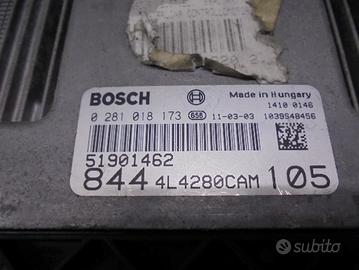 BOSCH
Made in Hungary
1410 0146
0 281 018 173 658 11-03-03 1039S48456
51901462
844 4L4280CAM 105
subito